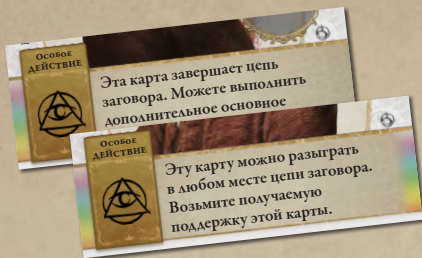 Особое
действие
Эта карта завершает цепь
заговора. Можете выполнить
дополнительное основное
Особое
действие
Эту карту можно разыграть
в любом месте цепи заговора.
Возьмите получаемую
поддержку этой карты.